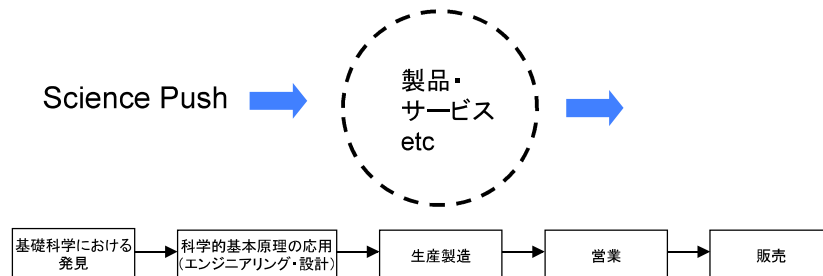 Science Push
製品・
サービス
etc
基礎科学における
発見
科学的基本原理の応用
(エンジニアリング・設計)
生産製造
営業
販売